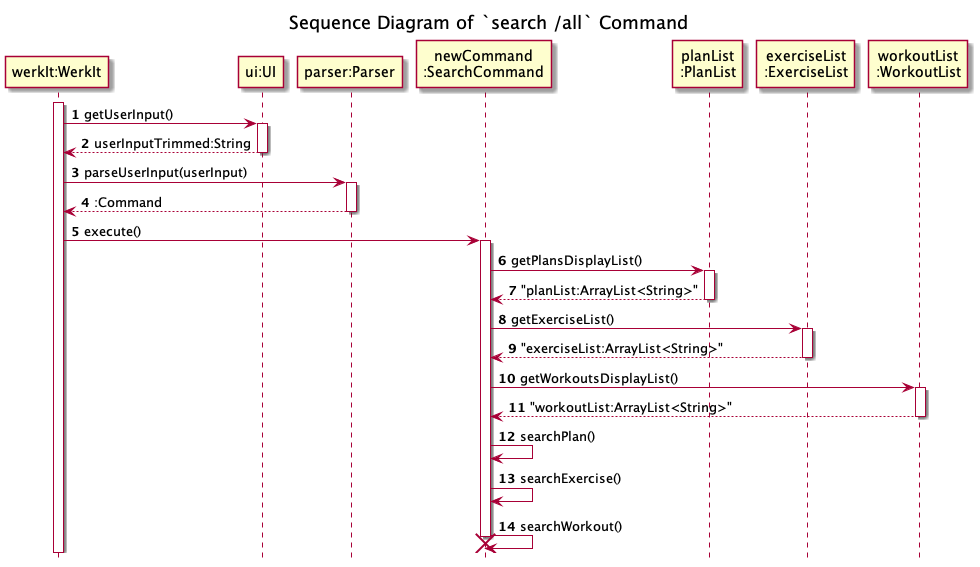 Sequence Diagram of `search /all` Command
werkIt:WerkIt
ui:UI
parser:Parser
newCommand
:SearchCommand
planList
:PlanList
exerciseList
:ExerciseList
workoutList
:WorkoutList
1 getUserInput()
2 userInputTrimmed:String
3 parseUserInput(userInput)
4 :Command
5 execute()
6 getPlansDisplayList()
7 "planList:ArrayList<String>"
8 getExerciseList()
9 "exerciseList:ArrayList<String>"
10 getWorkoutsDisplayList()
11 "workoutList:ArrayList<String>"
12 searchPlan()
13 searchExercise()
14 searchWorkout()